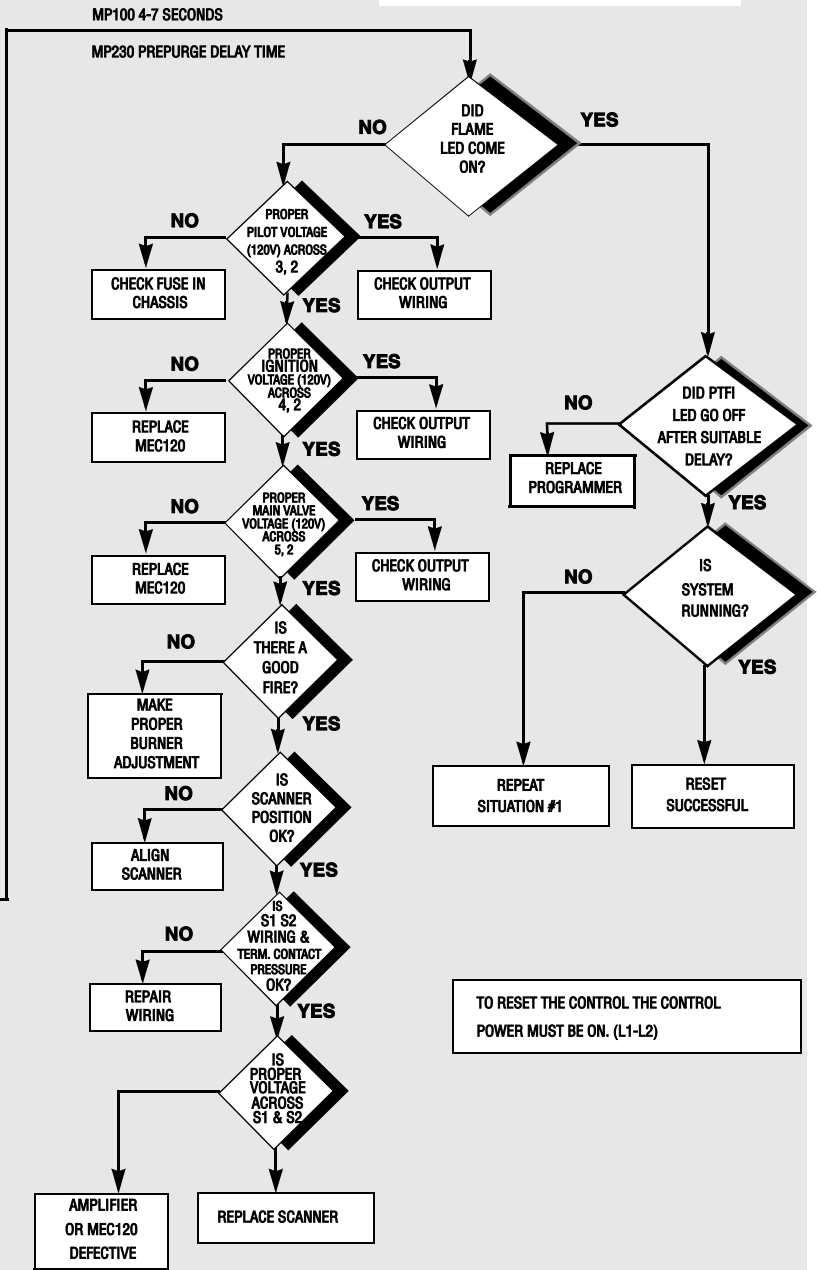 MP100 4-7 SECONDS
MP230 PREPURGE DELAY TIME
DID
FLAME
LED COME
ON?
NO
YES
PROPER
PILOT VOLTAGE
(120V) ACROSS
3, 2
NO
YES
CHECK FUSE IN
CHASSIS
CHECK OUTPUT
WIRING
YES
PROPER
IGNITION
VOLTAGE (120V)
ACROSS
4, 2
NO
YES
REPLACE
MEC120
CHECK OUTPUT
WIRING
YES
PROPER
MAIN VALVE
VOLTAGE (120V)
ACROSS
5, 2
NO
YES
REPLACE
MEC120
CHECK OUTPUT
WIRING
YES
IS
THERE A
GOOD
FIRE?
NO
MAKE
PROPER
BURNER
ADJUSTMENT
YES
IS
SCANNER
POSITION
OK?
NO
ALIGN
SCANNER
YES
IS
S1 S2
WIRING &
TERM. CONTACT
PRESSURE
OK?
NO
REPAIR
WIRING
YES
IS
PROPER
VOLTAGE
ACROSS
S1 & S2
AMPLIFIER
OR MEC120
DEFECTIVE
REPLACE SCANNER
DID PTFI
LED GO OFF
AFTER SUITABLE
DELAY?
NO
REPLACE
PROGRAMMER
YES
IS
SYSTEM
RUNNING?
NO
YES
REPEAT
SITUATION #1
RESET
SUCCESSFUL
TO RESET THE CONTROL THE CONTROL
POWER MUST BE ON. (L1-L2)